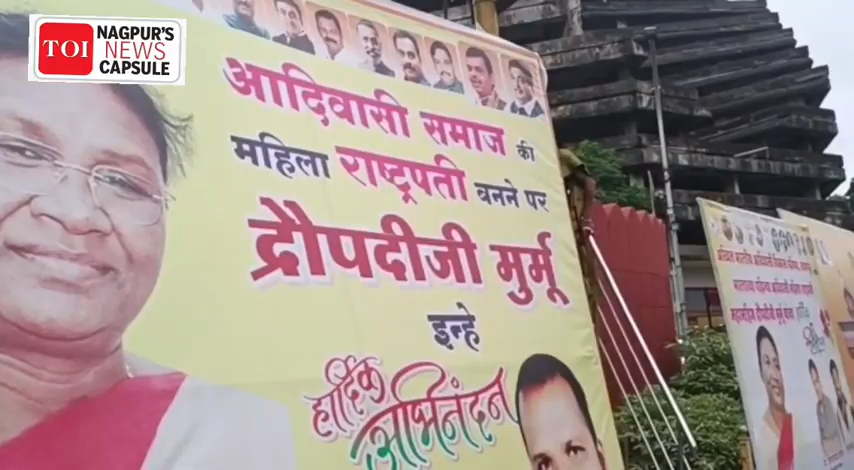 TOI NAGPUR'S
NEWS
CAPSULE
आदिवासी समाज की
महिला राष्ट्रपती बनने पर
द्रौपदीजी मुर्मू
इन्हे
हार्दिक
अभिनंदन